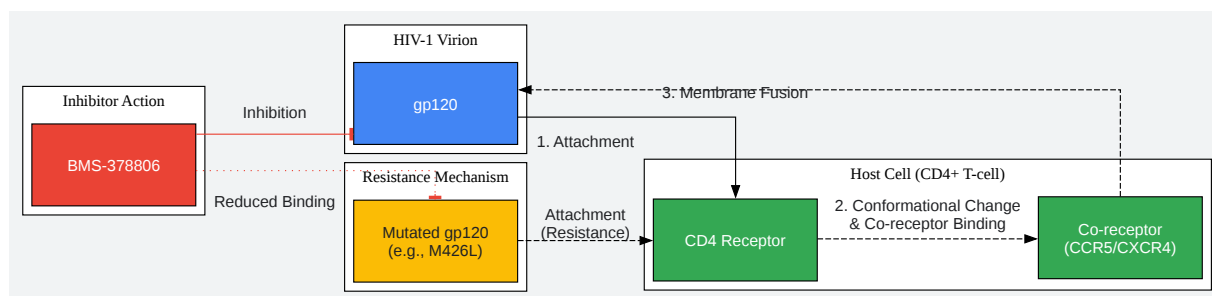 HIV-1 Virion
gp120
3. Membrane Fusion
Inhibitor Action
BMS-378806
Inhibition
1. Attachment
Reduced Binding
Resistance Mechanism
Mutated gp120
(e.g., M426L)
Attachment
(Resistance)
Host Cell (CD4+ T-cell)
CD4 Receptor
2. Conformational Change
& Co-receptor Binding
Co-receptor
(CCR5/CXCR4)